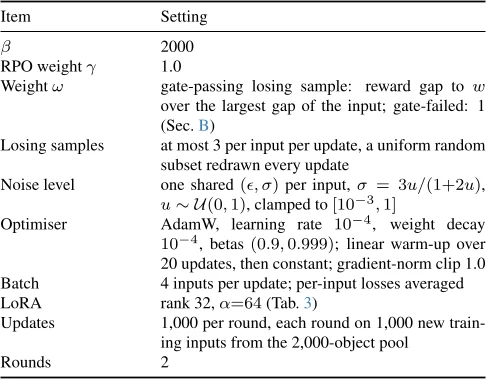 Item Setting
β 2000
RPO weight γ 1.0
Weight ω gate-passing losing sample: reward gap to w
over the largest gap of the input; gate-failed: 1
(Sec. B)
Losing samples at most 3 per input per update, a uniform random
subset redrawn every update
Noise level one shared (ϵ, σ) per input, σ = 3u/(1+2u),
u ∼ U(0, 1), clamped to [10⁻³, 1]
Optimiser AdamW, learning rate 10⁻⁴, weight decay
10⁻⁴, betas (0.9, 0.999); linear warm-up over
20 updates, then constant; gradient-norm clip 1.0
Batch 4 inputs per update; per-input losses averaged
LoRA rank 32, α=64 (Tab. 3)
Updates 1,000 per round, each round on 1,000 new train-
ing inputs from the 2,000-object pool
Rounds 2